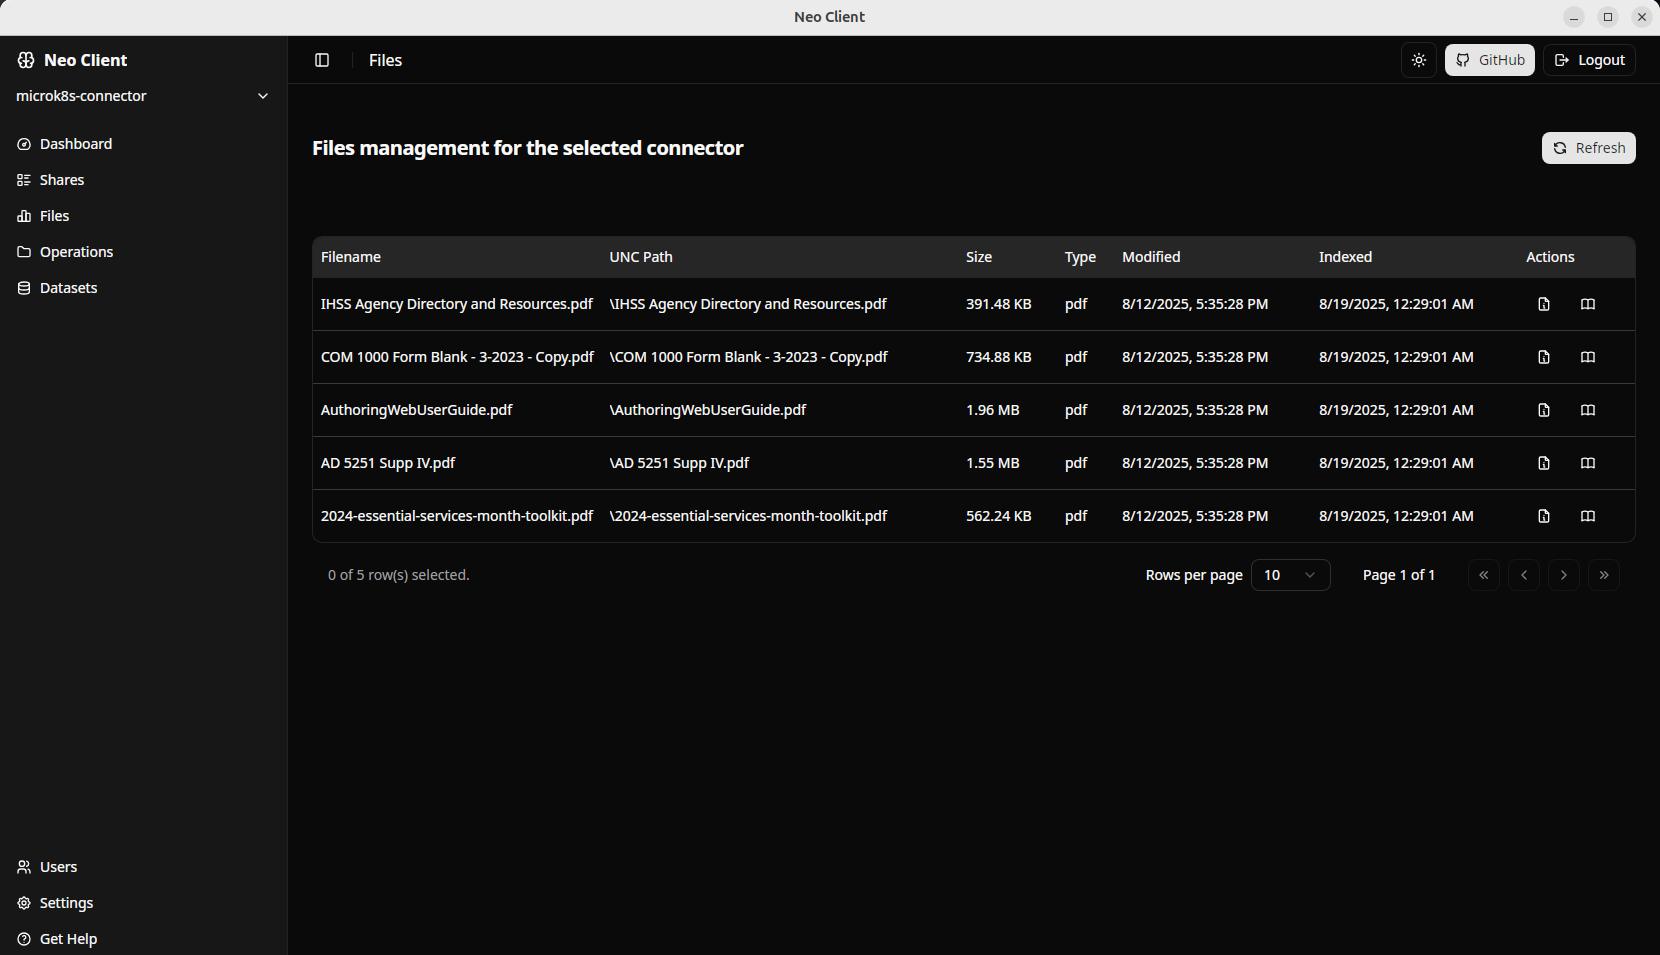 Neo Client
Neo Client
microk8s-connector
Dashboard
Shares
Files
Operations
Datasets
Users
Settings
Get Help
Files
GitHub
Logout
Files management for the selected connector
Refresh
Filename UNC Path Size Type Modified Indexed Actions
IHSS Agency Directory and Resources.pdf \IHSS Agency Directory and Resources.pdf 391.48 KB pdf 8/12/2025, 5:35:28 PM 8/19/2025, 12:29:01 AM
COM 1000 Form Blank - 3-2023 - Copy.pdf \COM 1000 Form Blank - 3-2023 - Copy.pdf 734.88 KB pdf 8/12/2025, 5:35:28 PM 8/19/2025, 12:29:01 AM
AuthoringWebUserGuide.pdf \AuthoringWebUserGuide.pdf 1.96 MB pdf 8/12/2025, 5:35:28 PM 8/19/2025, 12:29:01 AM
AD 5251 Supp IV.pdf \AD 5251 Supp IV.pdf 1.55 MB pdf 8/12/2025, 5:35:28 PM 8/19/2025, 12:29:01 AM
2024-essential-services-month-toolkit.pdf \2024-essential-services-month-toolkit.pdf 562.24 KB pdf 8/12/2025, 5:35:28 PM 8/19/2025, 12:29:01 AM
0 of 5 row(s) selected. Rows per page 10 Page 1 of 1